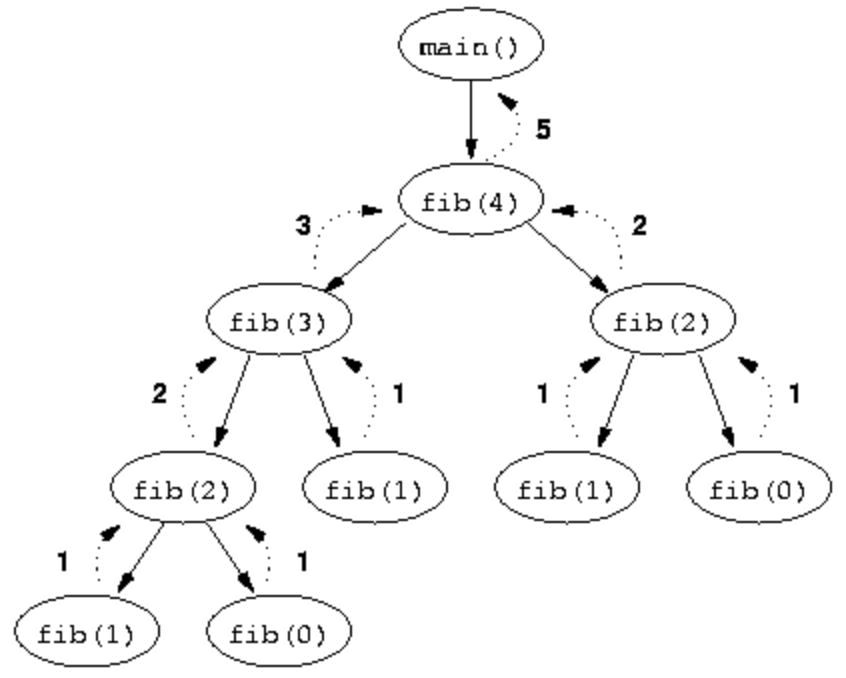 main()
5
fib(4)
3
2
fib(3)
fib(2)
2
1
1
1
fib(2)
fib(1)
fib(1)
fib(0)
1
1
fib(1)
fib(0)